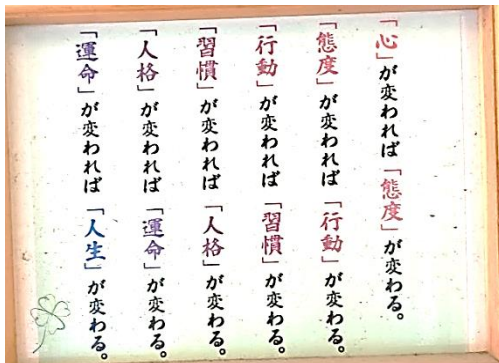 「心」が変われば「態度」が変わる。
「態度」が変われば「行動」が変わる。
「行動」が変われば「習慣」が変わる。
「習慣」が変われば「人格」が変わる。
「人格」が変われば「運命」が変わる。
「運命」が変われば「人生」が変わる。